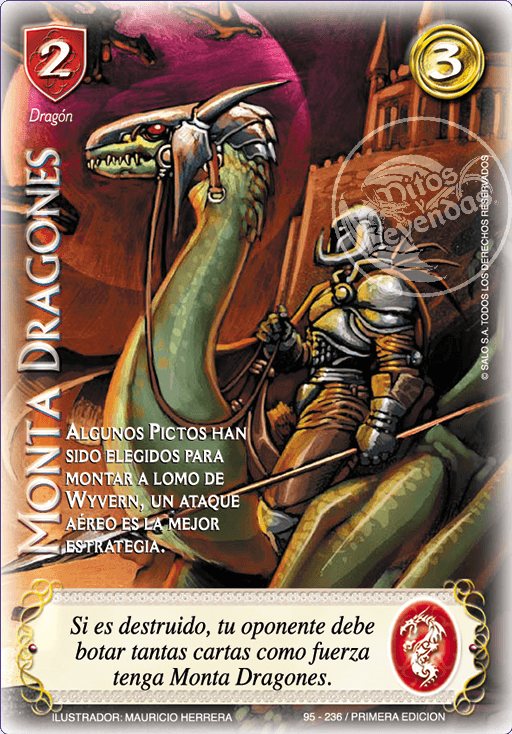 2
3
Dragón
MONTA DRAGONES
Mitos
y
Leyendas
© SALO S.A. TODOS LOS DERECHOS RESERVADOS
ALGUNOS PICTOS HAN
SIDO ELEGIDOS PARA
MONTAR A LOMO DE
WYVERN, UN ATAQUE
AÉREO ES LA MEJOR
ESTRATEGIA.
Si es destruido, tu oponente debe
botar tantas cartas como fuerza
tenga Monta Dragones.
ILUSTRADOR: MAURICIO HERRERA
95 - 236 / PRIMERA EDICION